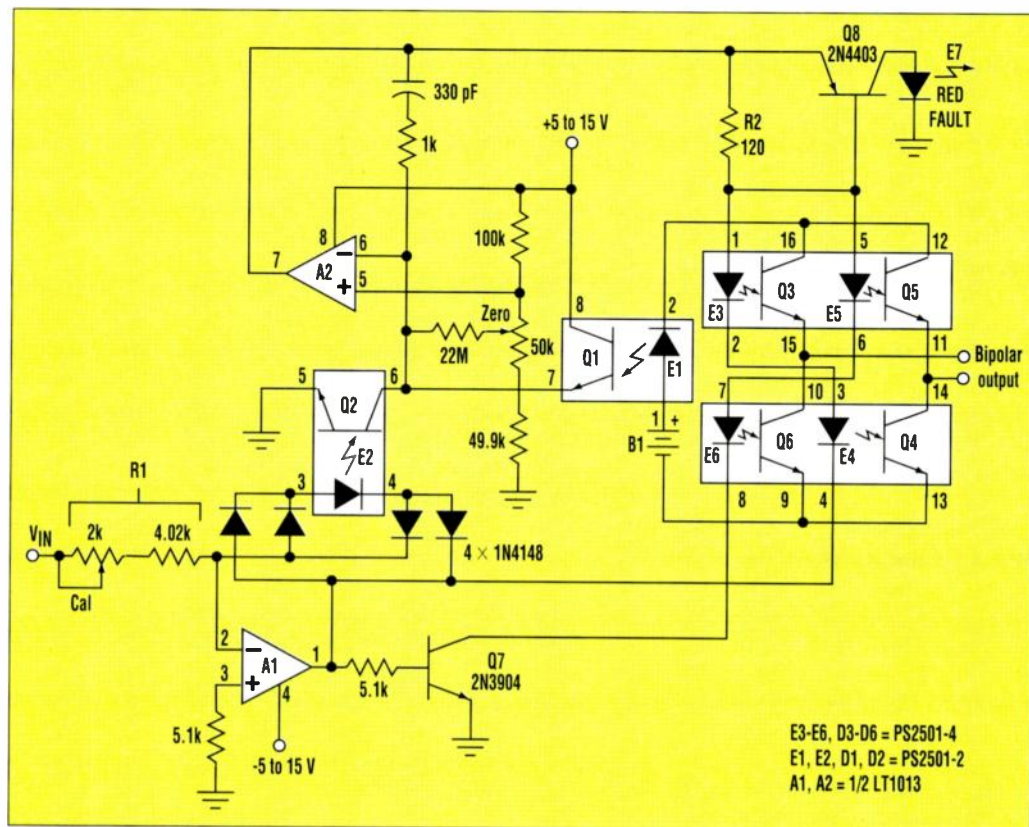 Q8
2N4403
E7
RED
FAULT
330 pF
1k
+5 to 15 V
R2
120
8
6
7
5
A2
100k
Zero
22M
50k
49.9k
8
7
Q1
2
E1
1
+
B1
1
16
5
12
E3
Q3
E5
Q5
2
15
6
11
Bipolar
output
7
10
3
14
E6
Q6
E4
Q4
8
9
4
13
5
Q2
6
E2
3
4
4 × 1N4148
R1
VIN
2k
4.02k
Cal
2
3
A1
1
4
5.1k
Q7
2N3904
5.1k
-5 to 15 V
E3-E6, D3-D6 = PS2501-4
E1, E2, D1, D2 = PS2501-2
A1, A2 = 1/2 LT1013